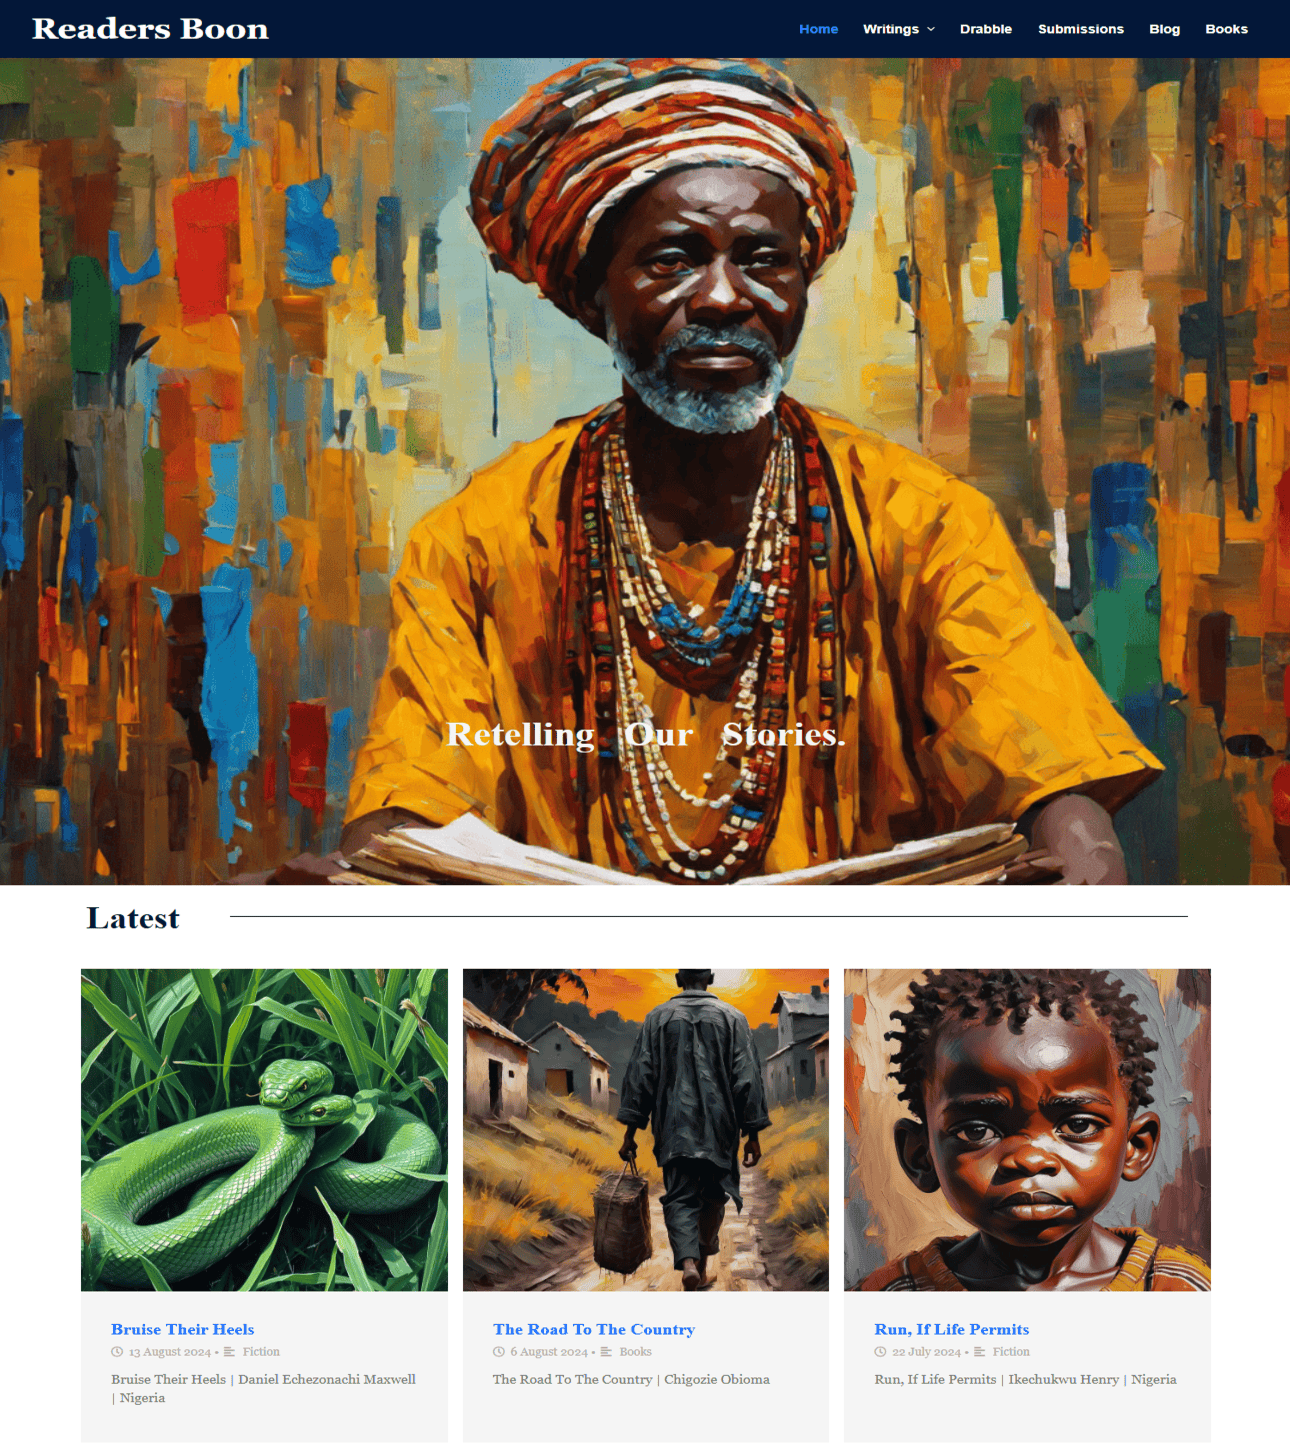 Readers Boon
Home Writings Drabble Submissions Blog Books
Retelling Our Stories.
Latest
Bruise Their Heels
13 August 2024 • Fiction
Bruise Their Heels | Daniel Echezonachi Maxwell
| Nigeria
The Road To The Country
6 August 2024 • Books
The Road To The Country | Chigozie Obioma
Run, If Life Permits
22 July 2024 • Fiction
Run, If Life Permits | Ikechukwu Henry | Nigeria